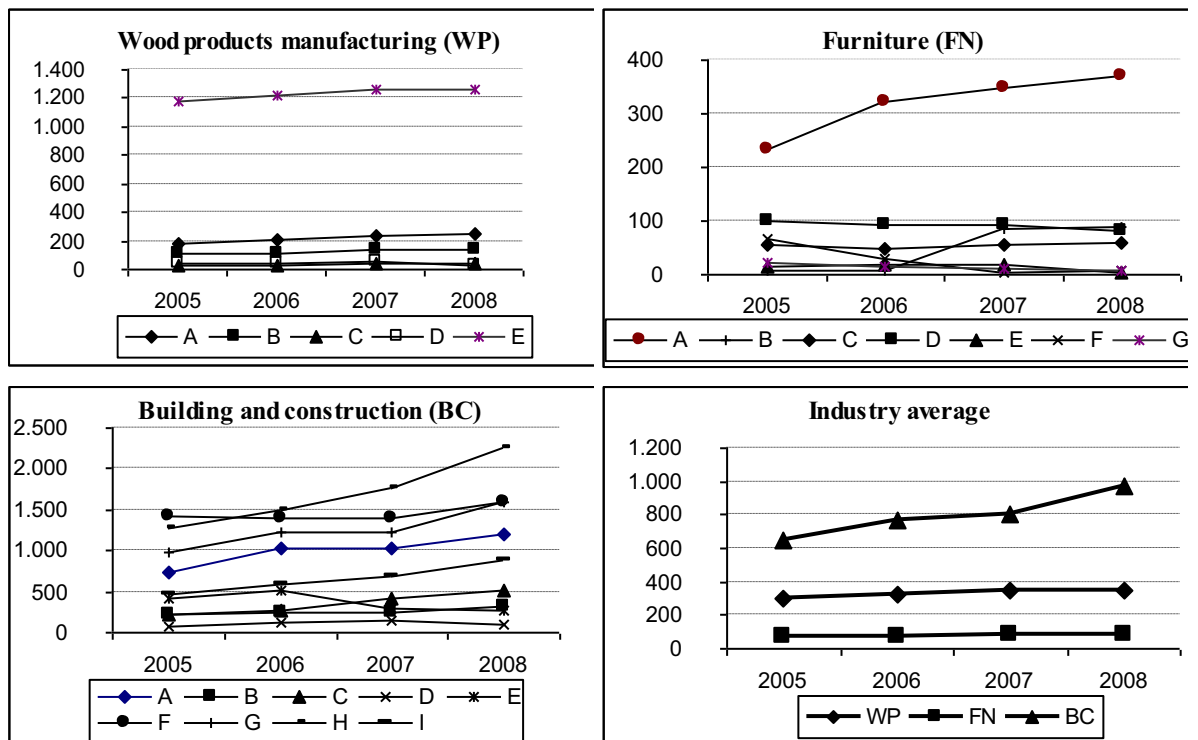 Wood products manufacturing (WP)
1.400
1.200
1.000
800
600
400
200
0
2005 2006 2007 2008
A B C D E
Furniture (FN)
400
300
200
100
0
2005 2006 2007 2008
A B C D E F G
Building and construction (BC)
2.500
2.000
1.500
1.000
500
0
2005 2006 2007 2008
A B C D E
F G H I
Industry average
1.200
1.000
800
600
400
200
0
2005 2006 2007 2008
WP FN BC